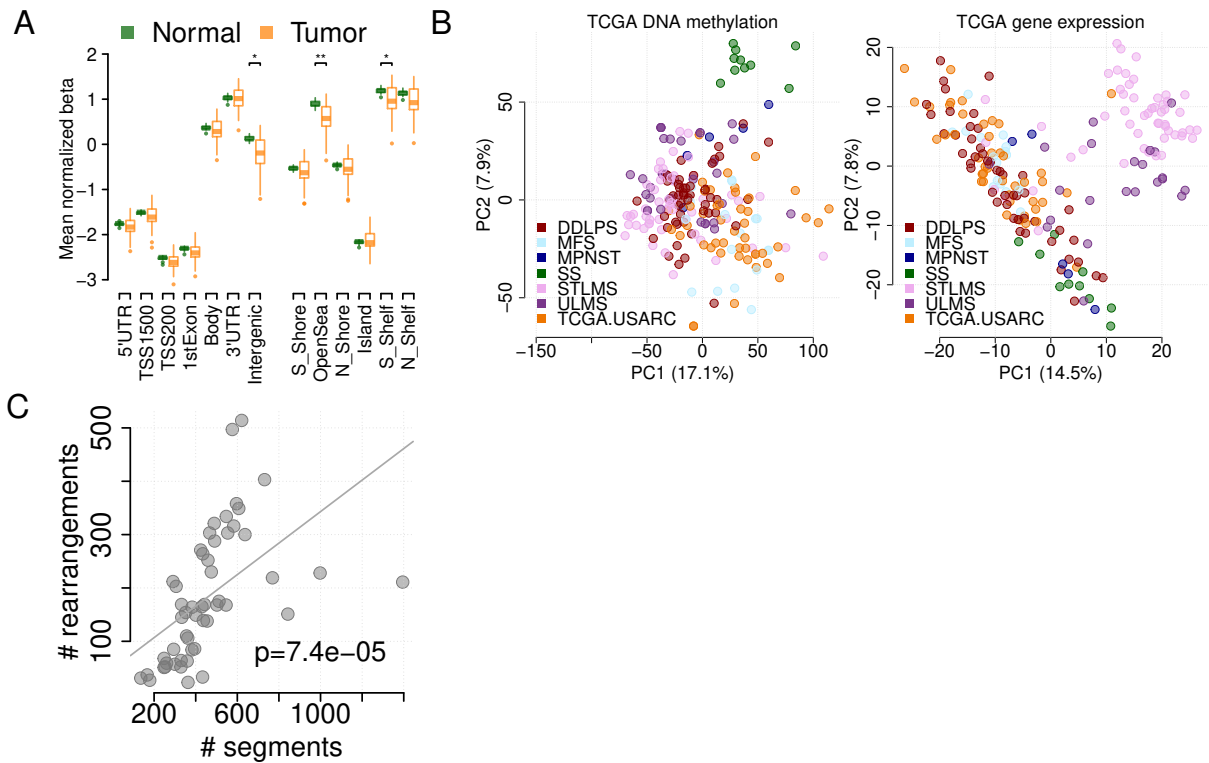 A
Normal Tumor
Mean normalized beta
2
1
0
−1
−2
−3
*
**
*
5'UTR
TSS1500
TSS200
1stExon
Body
3'UTR
Intergenic
S_Shore
OpenSea
N_Shore
Island
S_Shelf
N_Shelf
B
TCGA DNA methylation
PC2 (7.9%)
50
0
−50
DDLPS
MFS
MPNST
SS
STLMS
ULMS
TCGA.USARC
−150 −50 0 50 100
PC1 (17.1%)
TCGA gene expression
PC2 (7.8%)
20
10
0
−10
−20
DDLPS
MFS
MPNST
SS
STLMS
ULMS
TCGA.USARC
−20 −10 0 10 20
PC1 (14.5%)
C
# rearrangements
500
300
100
p=7.4e−05
200 600 1000
# segments